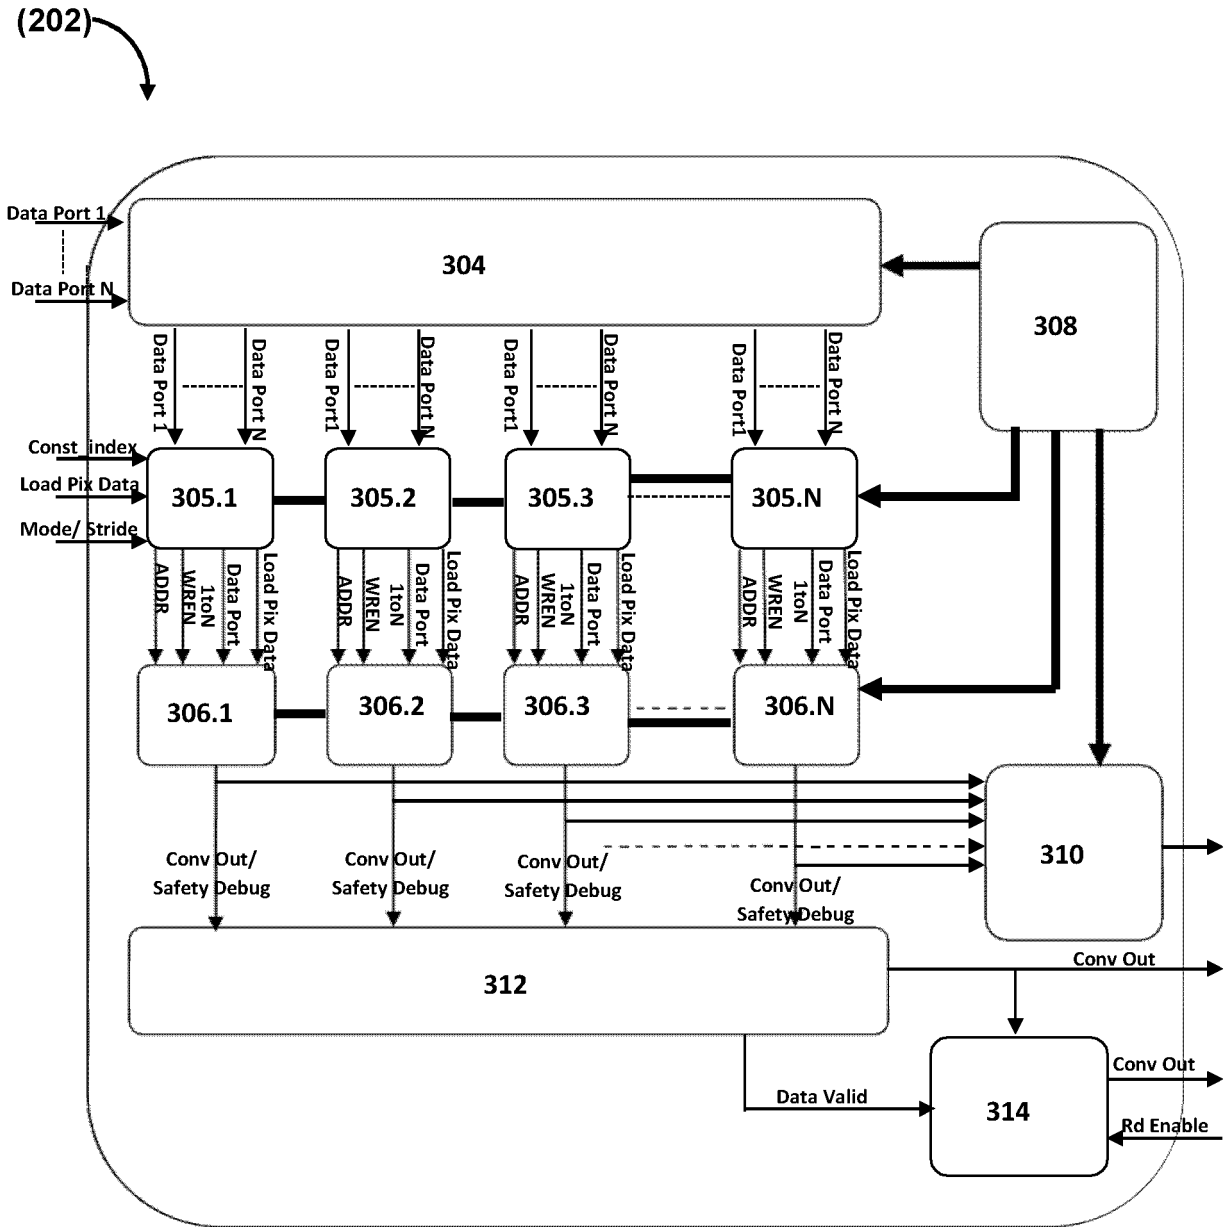 (202)
Data Port 1
Data Port N
304
308
Data Port 1
Data Port N
Data Port1
Data Port N
Data Port1
Data Port N
Data Port1
Data Port N
Const_index
Load Pix Data
Mode/ Stride
305.1
305.2
305.3
305.N
ADDR
WREN
1toN
Data Port
Load Pix Data
ADDR
WREN
1toN
Data Port
Load Pix Data
ADDR
WREN
1toN
Data Port
Load Pix Data
ADDR
WREN
1toN
Data Port
Load Pix Data
306.1
306.2
306.3
306.N
310
Conv Out/
Safety Debug
Conv Out/
Safety Debug
Conv Out/
Safety Debug
Conv Out/
Safety Debug
312
Conv Out
Conv Out
Data Valid
314
Rd Enable